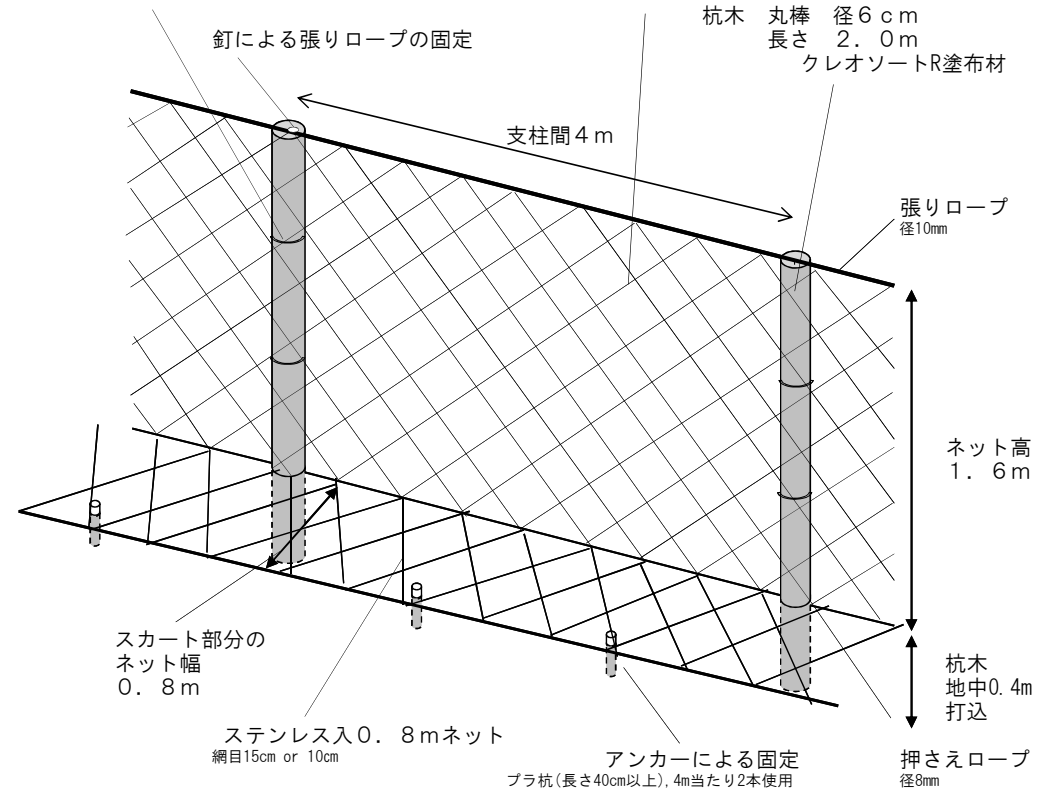 杭木　丸棒　径６ｃｍ
長さ　２．０ｍ
クレオソートR塗布材
釘による張りロープの固定
支柱間４ｍ
張りロープ
径10mm
ネット高
１．６ｍ
スカート部分の
ネット幅
０．８ｍ
杭木
地中0.4m
打込
ステンレス入０．８ｍネット
網目15cm or 10cm
アンカーによる固定
プラ杭(長さ40cm以上),4m当たり2本使用
押さえロープ
径8mm